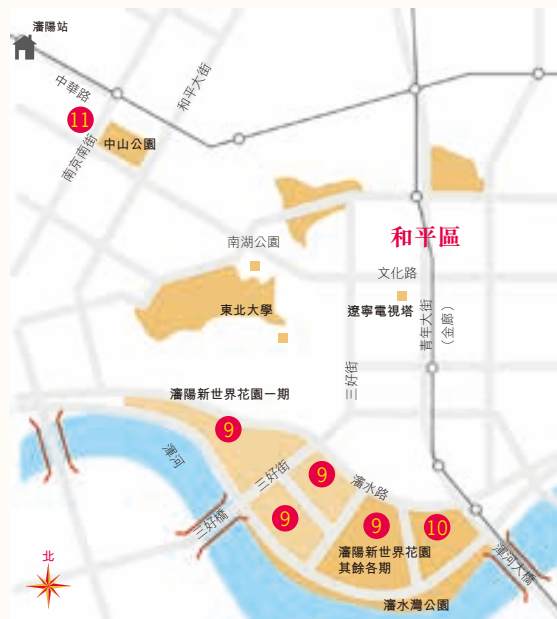 瀋陽站
中華路
和平大街
11
中山公園
南京南街
和平區
南湖公園
文化路
東北大學
遼寧電視塔
青年大街
（金廊）
三好街
瀋陽新世界花園一期
9
渾河
三好街
9
瀋水路
三好橋
9
9
10
瀋陽新世界花園
其餘各期
渾河大橋
北
瀋水灣公園